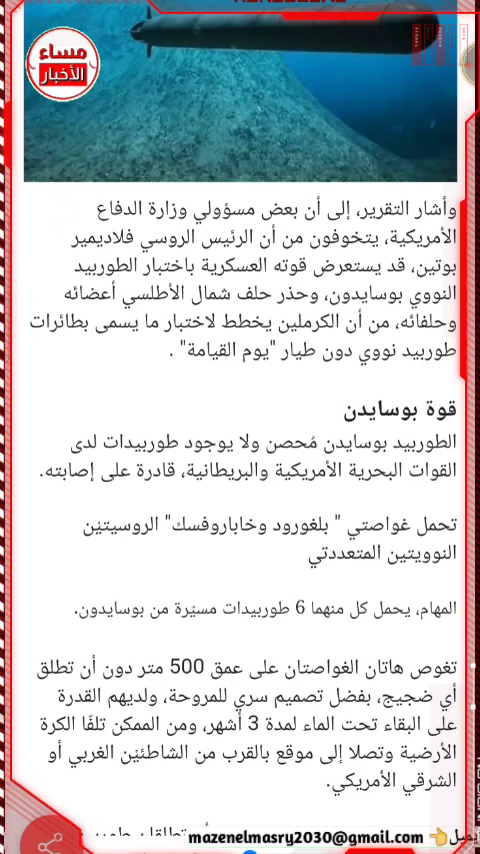 مساء
الأخبار
وأشار التقرير، إلى أن بعض مسؤولي وزارة الدفاع
الأمريكية، يتخوفون من أن الرئيس الروسي فلاديمير
بوتين، قد يستعرض قوته العسكرية باختبار الطوربيد
النووي بوسايدون، وحذر حلف شمال الأطلسي أعضائه
وحلفائه، من أن الكرملين يخطط لاختبار ما يسمى بطائرات
طوربيد نووي دون طيار "يوم القيامة" .
قوة بوسايدن
الطوربيد بوسايدن مُحصن ولا يوجود طوربيدات لدى
القوات البحرية الأمريكية والبريطانية، قادرة على إصابته.
تحمل غواصتي " بلغورود وخاباروفسك" الروسيتيْن
النوويتين المتعددتي
المهام، يحمل كل منهما 6 طوربيدات مسيّرة من بوسايدون.
تغوص هاتان الغواصتان على عمق 500 متر دون أن تطلق
أي ضجيج، بفضل تصميم سري للمروحة، ولديهم القدرة
على البقاء تحت الماء لمدة 3 أشهر، ومن الممكن تلفّا الكرة
الأرضية وتصلا إلى موقع بالقرب من الشاطئيْن الغربي أو
الشرقي الأمريكي.
mazenelmasry2030@gmail.com